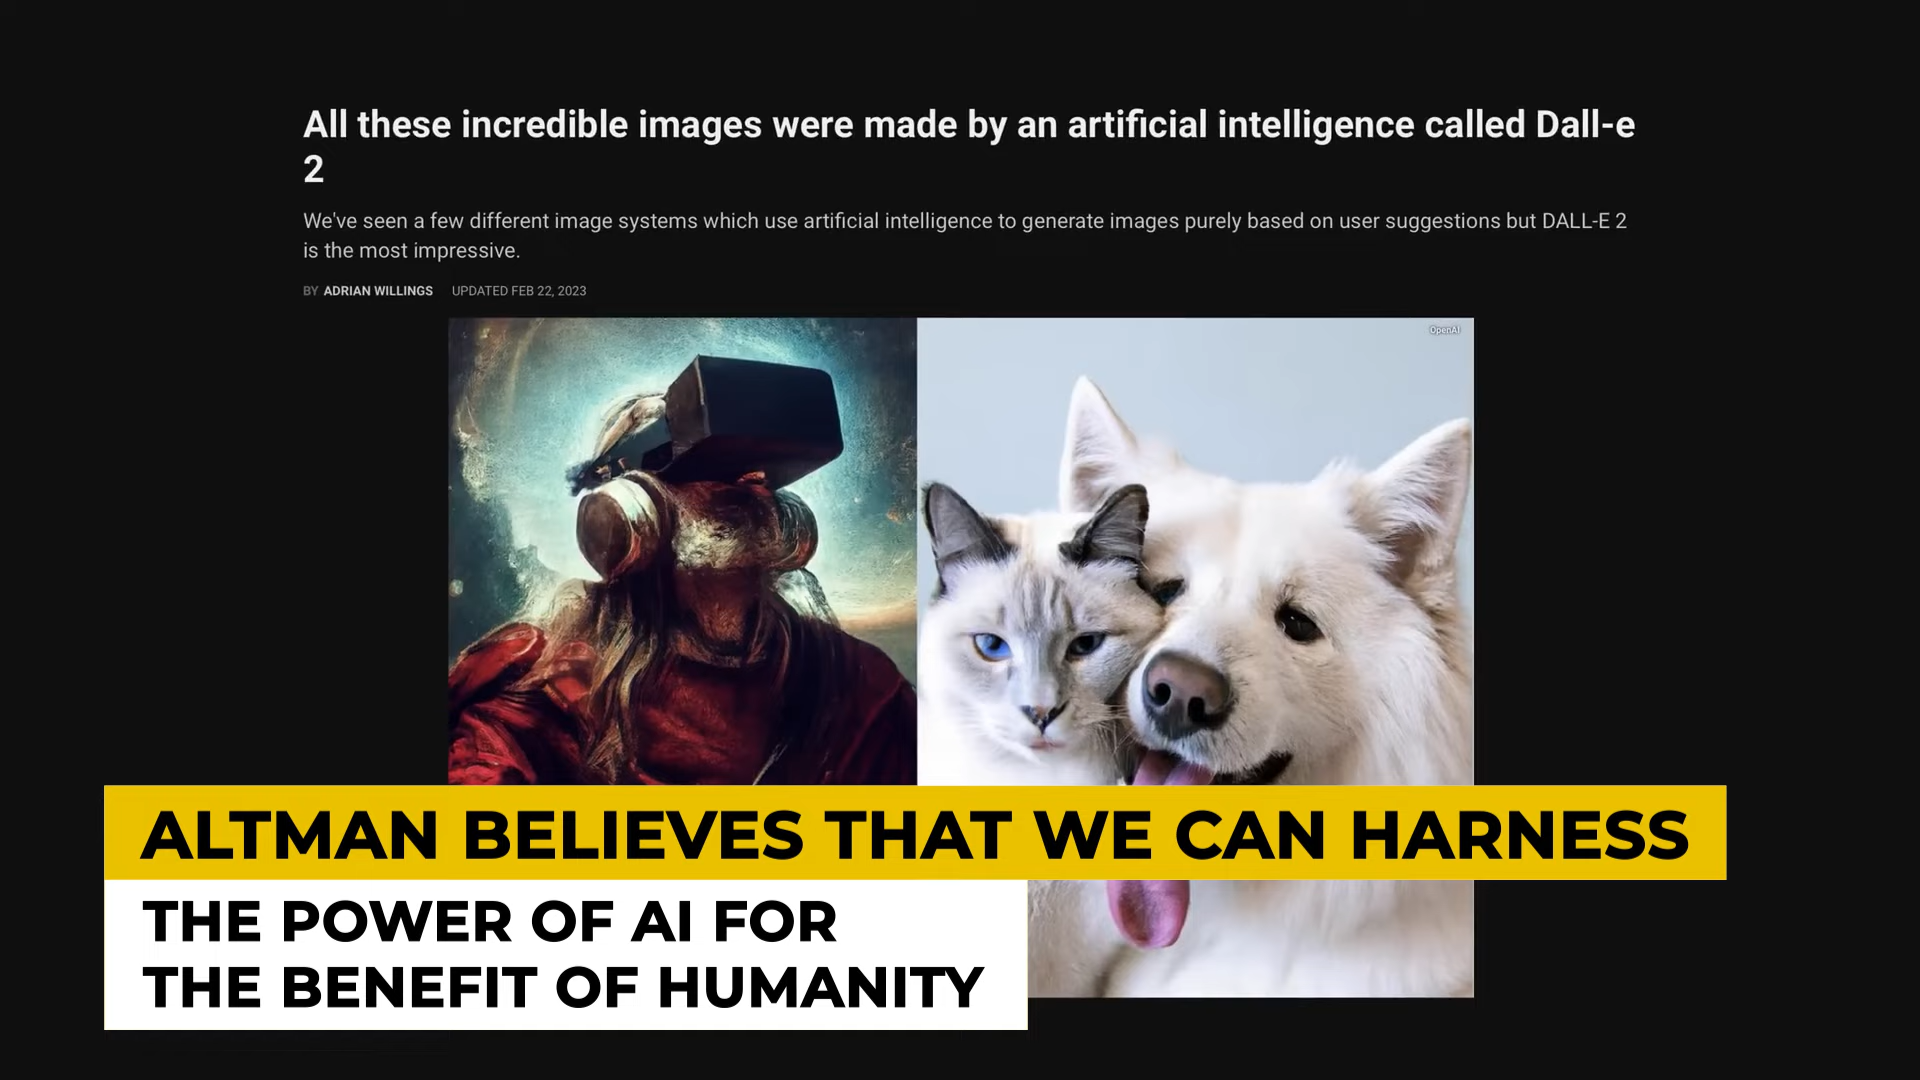 All these incredible images were made by an artificial intelligence called Dall-e
2
We've seen a few different image systems which use artificial intelligence to generate images purely based on user suggestions but DALL-E 2
is the most impressive.
BY ADRIAN WILLINGS UPDATED FEB 22, 2023
OpenAI
ALTMAN BELIEVES THAT WE CAN HARNESS
THE POWER OF AI FOR
THE BENEFIT OF HUMANITY